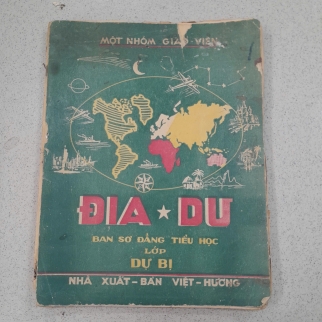 MỘT NHÓM GIÁO-VIÊN
ĐỊA ★ DƯ
BAN SƠ ĐẲNG TIỂU HỌC
LỚP
DỰ BỊ
NHÀ XUẤT-BẢN VIỆT-HƯƠNG